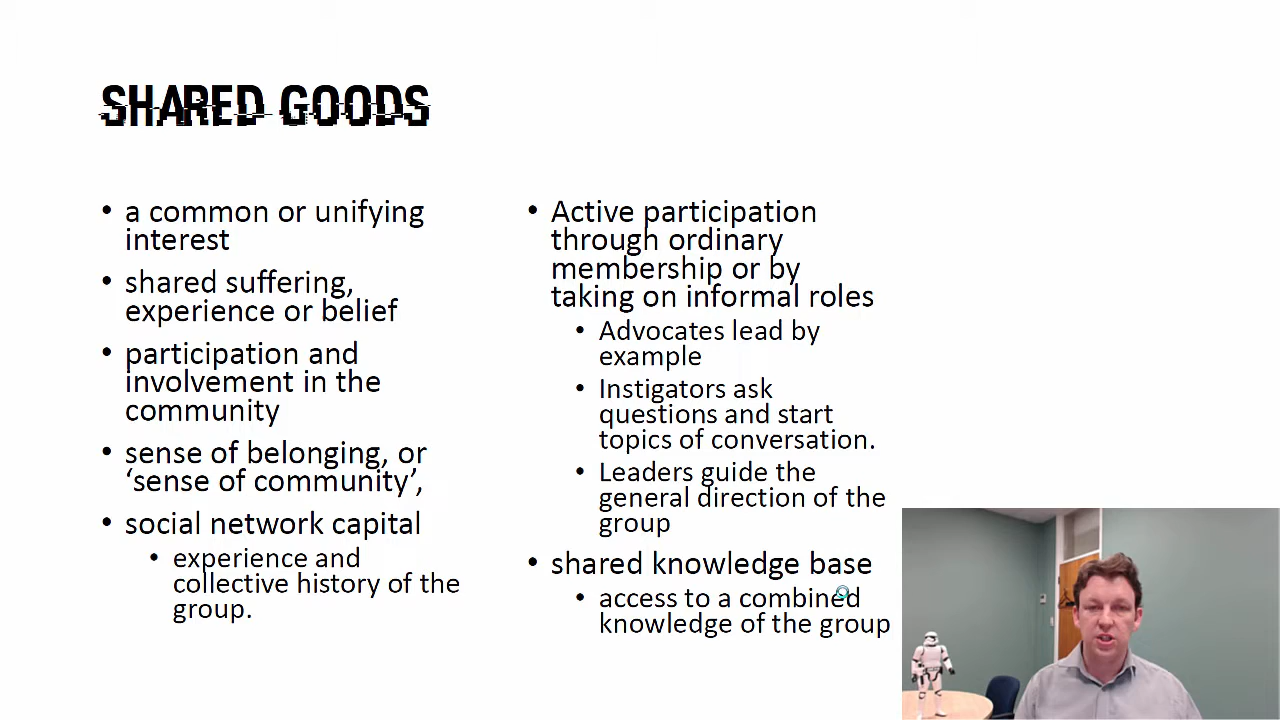 SHARED GOODS
• a common or unifying
interest
• shared suffering,
experience or belief
• participation and
involvement in the
community
• sense of belonging, or
‘sense of community’,
• social network capital
• experience and
collective history of the
group.
• Active participation
through ordinary
membership or by
taking on informal roles
• Advocates lead by
example
• Instigators ask
questions and start
topics of conversation.
• Leaders guide the
general direction of the
group
• shared knowledge base
• access to a combined
knowledge of the group